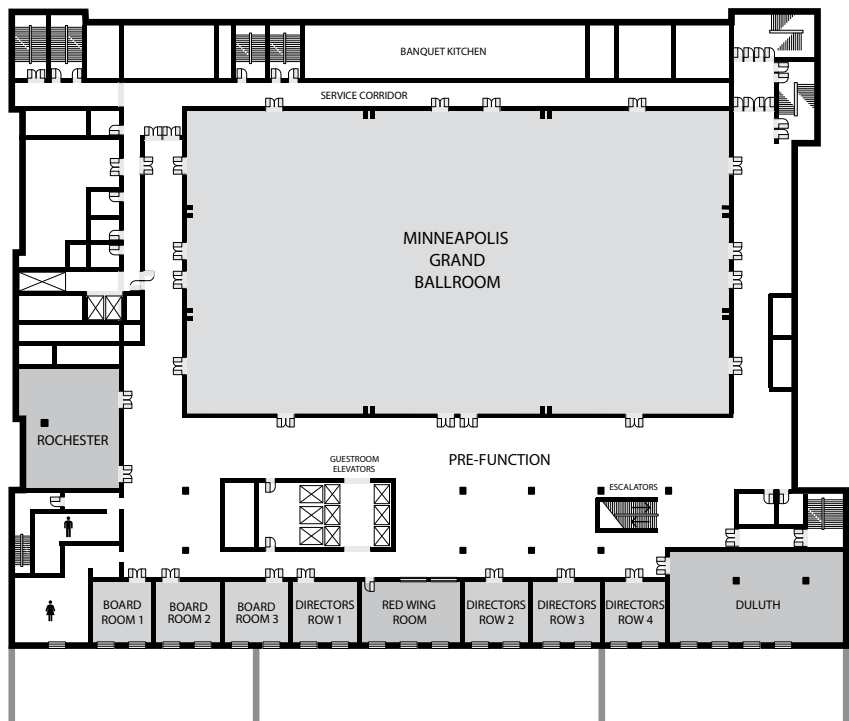 BANQUET KITCHEN
SERVICE CORRIDOR
MINNEAPOLIS
GRAND
BALLROOM
ROCHESTER
GUESTROOM
ELEVATORS
PRE-FUNCTION
ESCALATORS
BOARD
ROOM 1
BOARD
ROOM 2
BOARD
ROOM 3
DIRECTORS
ROW 1
RED WING
ROOM
DIRECTORS
ROW 2
DIRECTORS
ROW 3
DIRECTORS
ROW 4
DULUTH